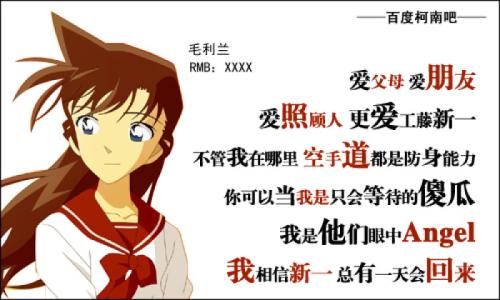 ——百度柯南吧——
毛利兰
RMB：XXXX
爱父母 爱朋友
爱照顾人 更爱工藤新一
不管我在哪里 空手道都是防身能力
你可以当我是只会等待的傻瓜
我是他们眼中Angel
我相信新一 总有一天会回来